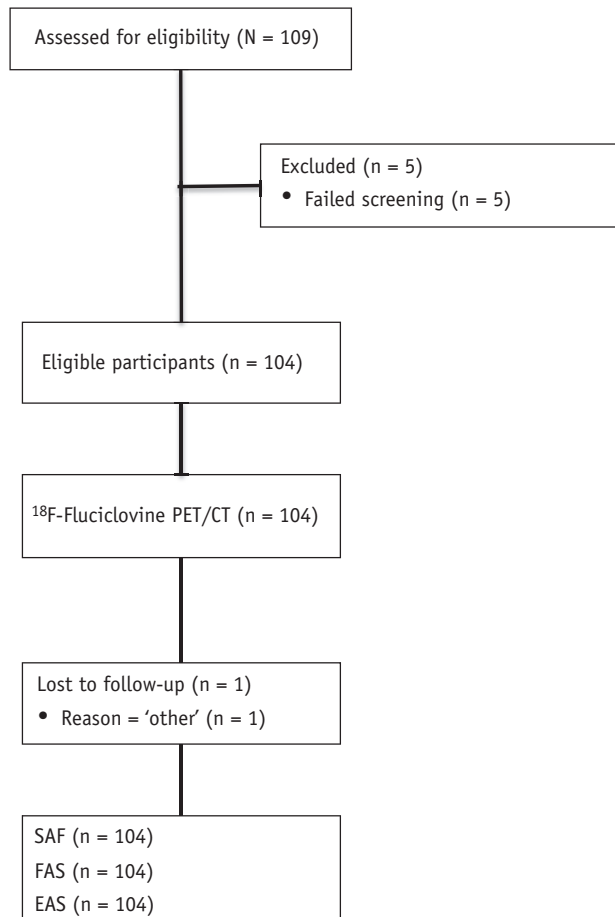 Assessed for eligibility (N = 109)
Excluded (n = 5)
• Failed screening (n = 5)
Eligible participants (n = 104)
¹⁸F-Fluciclovine PET/CT (n = 104)
Lost to follow-up (n = 1)
• Reason = ‘other’ (n = 1)
SAF (n = 104)
FAS (n = 104)
EAS (n = 104)